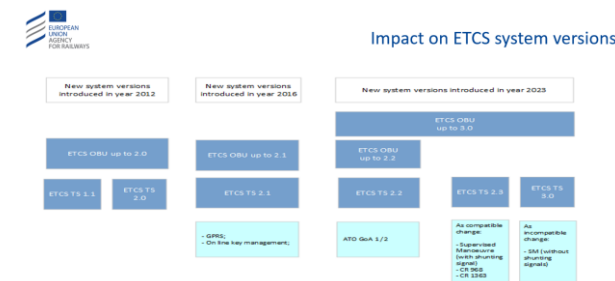 EUROPEAN
UNION
AGENCY
FOR RAILWAYS
Impact on ETCS system versions
New system versions
introduced in year 2012
New system versions
introduced in year 2016
New system versions introduced in year 2023
ETCS OBU
up to 3.0
ETCS OBU up to 2.0
ETCS OBU up to 2.1
ETCS OBU
up to 2.2
ETCS TS 1.1
ETCS TS
2.0
ETCS TS 2.1
ETCS TS 2.2
ETCS TS 2.3
ETCS TS
3.0
- GPRS;
- On line key management;
ATO GoA 1/2
As compatible
change:
- Supervised
Manoeuvre
(with shunting
signal)
- CR 968
- CR 1363
As
incompatible
change:
- SM (without
shunting
signals)